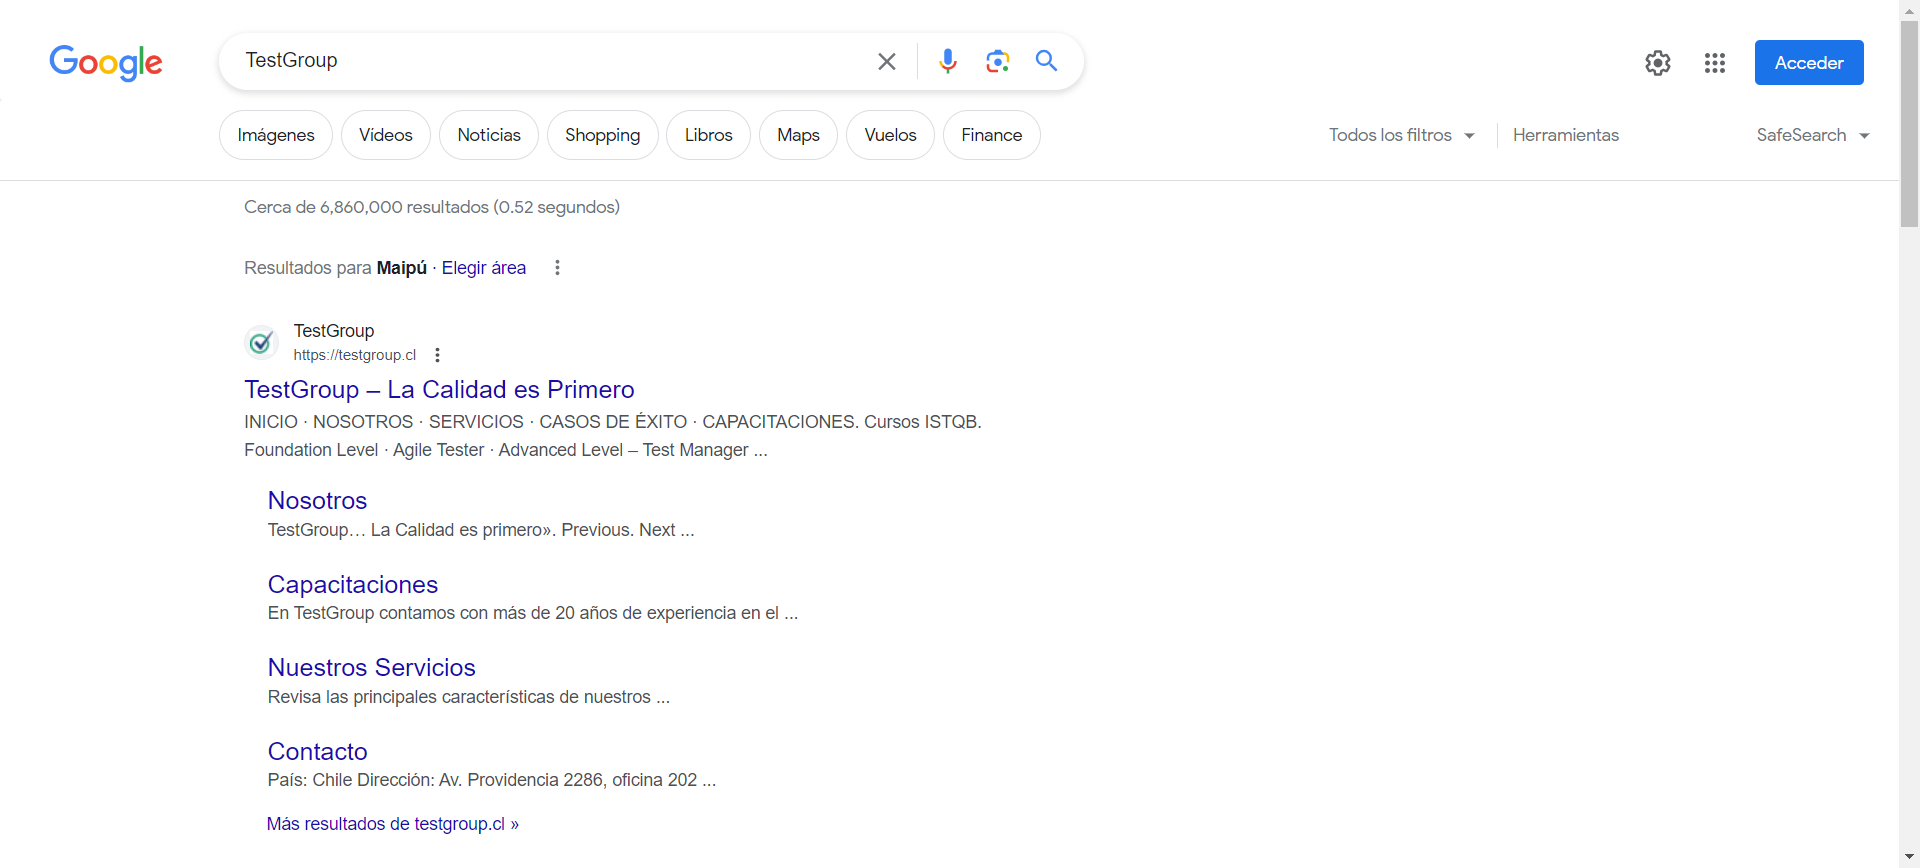 Google
TestGroup
Acceder
Imágenes Vídeos Noticias Shopping Libros Maps Vuelos Finance Todos los filtros Herramientas SafeSearch
Cerca de 6,860,000 resultados (0.52 segundos)
Resultados para Maipú · Elegir área
TestGroup
https://testgroup.cl
TestGroup – La Calidad es Primero
INICIO · NOSOTROS · SERVICIOS · CASOS DE ÉXITO · CAPACITACIONES. Cursos ISTQB.
Foundation Level · Agile Tester · Advanced Level – Test Manager ...
Nosotros
TestGroup… La Calidad es primero». Previous. Next ...
Capacitaciones
En TestGroup contamos con más de 20 años de experiencia en el ...
Nuestros Servicios
Revisa las principales características de nuestros ...
Contacto
País: Chile Dirección: Av. Providencia 2286, oficina 202 ...
Más resultados de testgroup.cl »